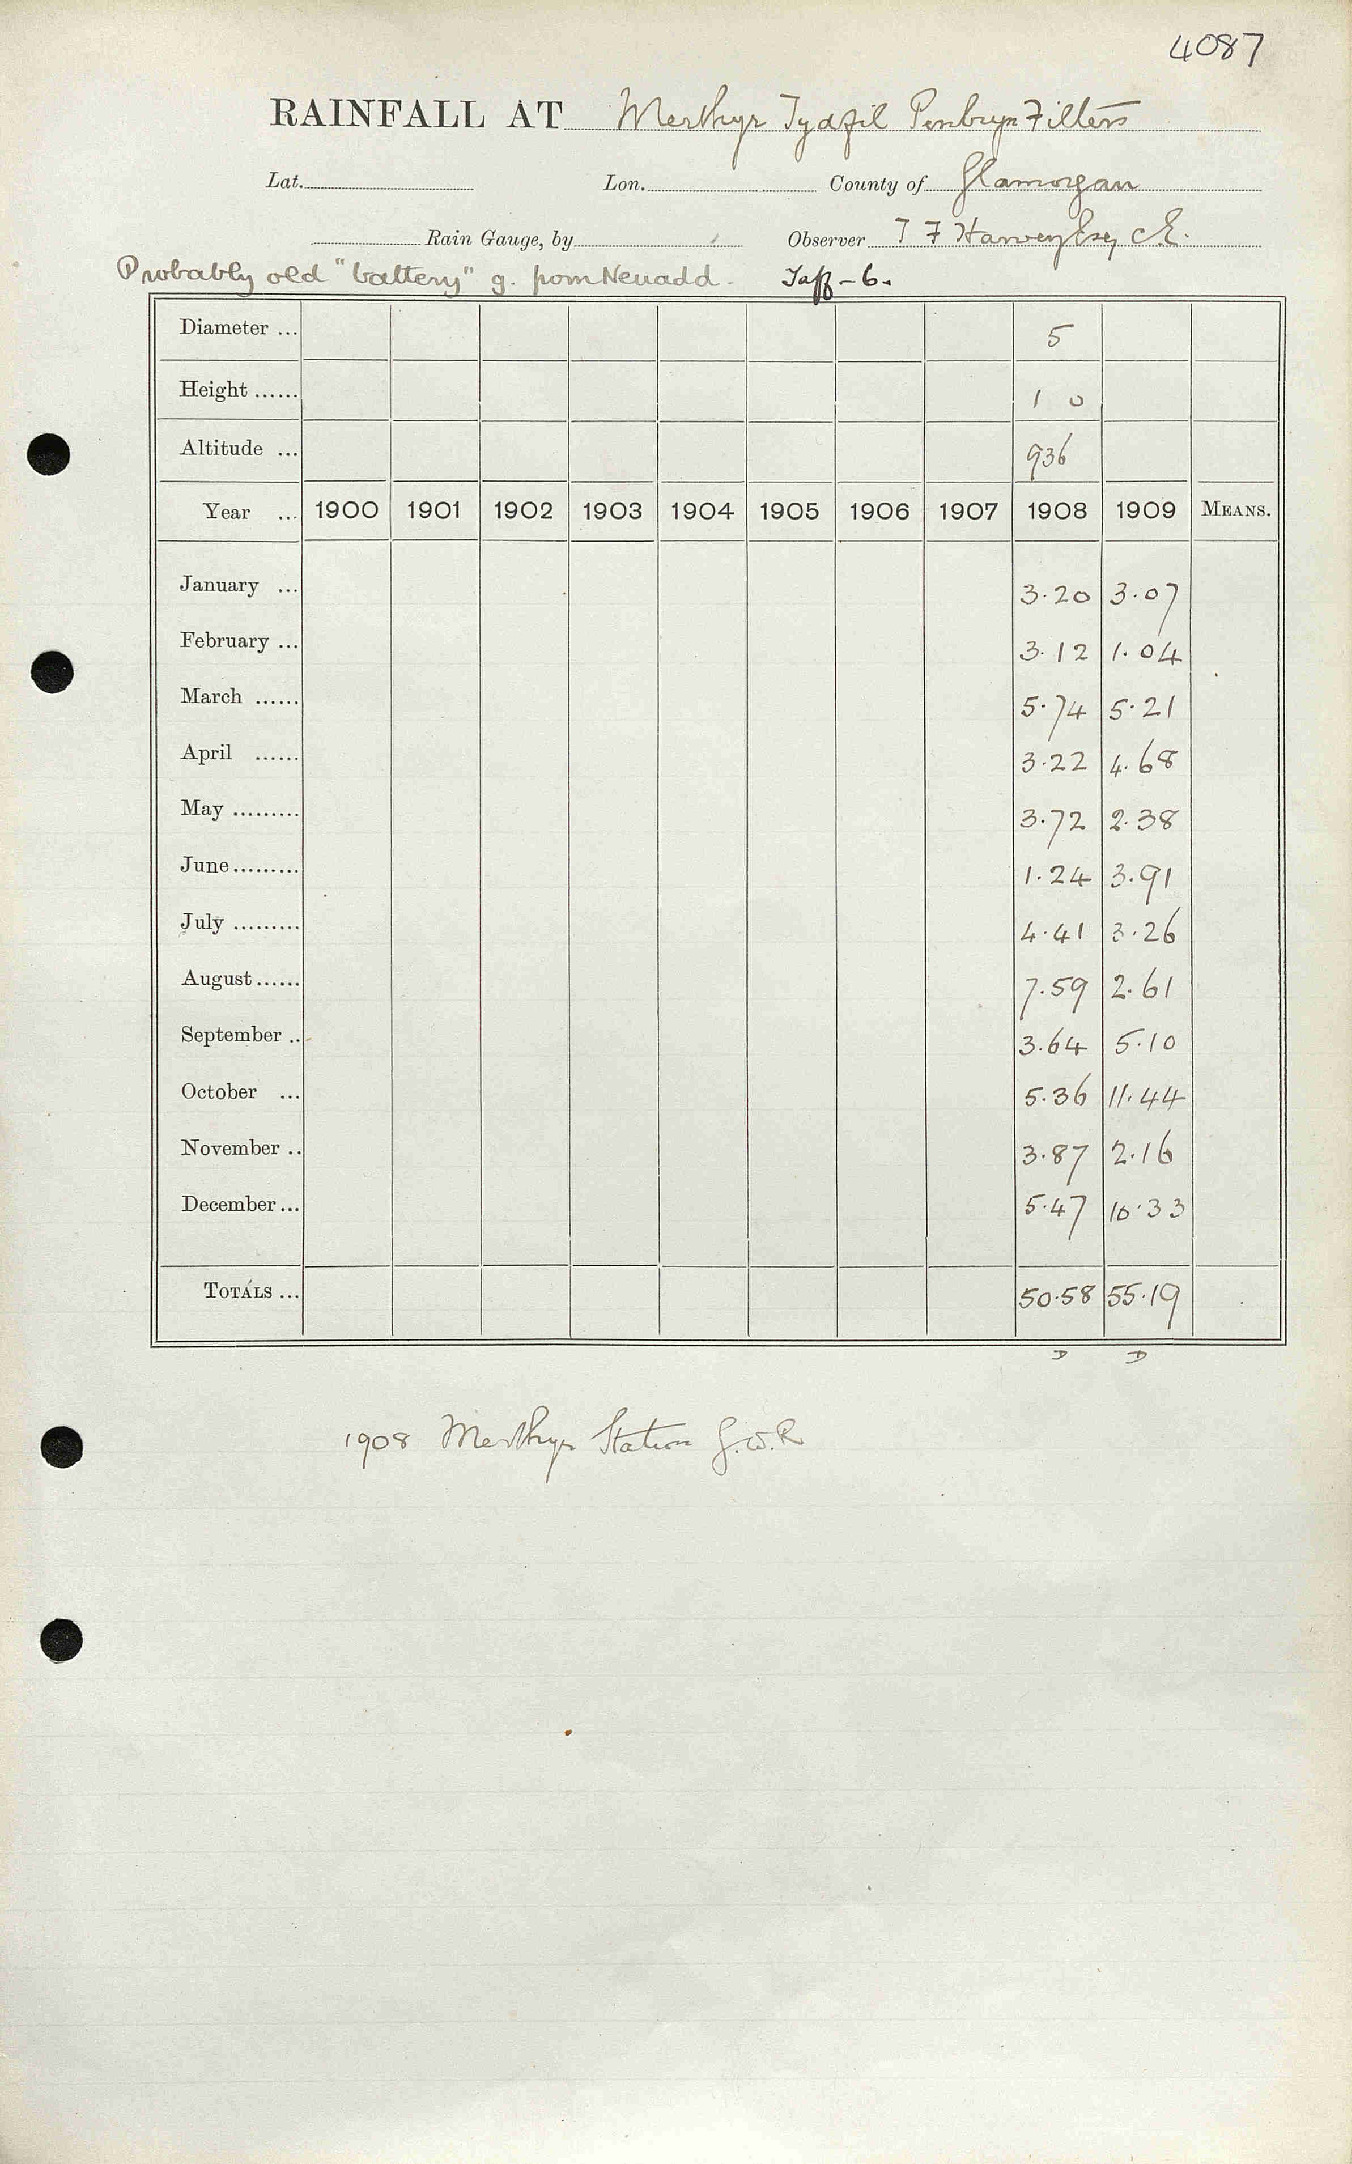 4087
RAINFALL AT Merthyr Tydfil Penbryn Filters
Lat. Lon. County of Glamorgan
Rain Gauge, by Observer T F Harvey Esq C.E.
Probably old "battery" g. from Neuadd. Taff-6.
Diameter ... 5
Height ...... 1 0
Altitude ... 936
Year ... 1900 1901 1902 1903 1904 1905 1906 1907 1908 1909 MEANS.
January ... 3.20 3.07
February ... 3.12 1.04
March ...... 5.74 5.21
April ...... 3.22 4.68
May ......... 3.72 2.38
June ......... 1.24 3.91
July ......... 4.41 3.26
August ...... 7.59 2.61
September .. 3.64 5.10
October ... 5.36 11.44
November .. 3.87 2.16
December ... 5.47 10.33
TOTALS ... 50.58 55.19
D D
1908 Merthyr Station G.W.R